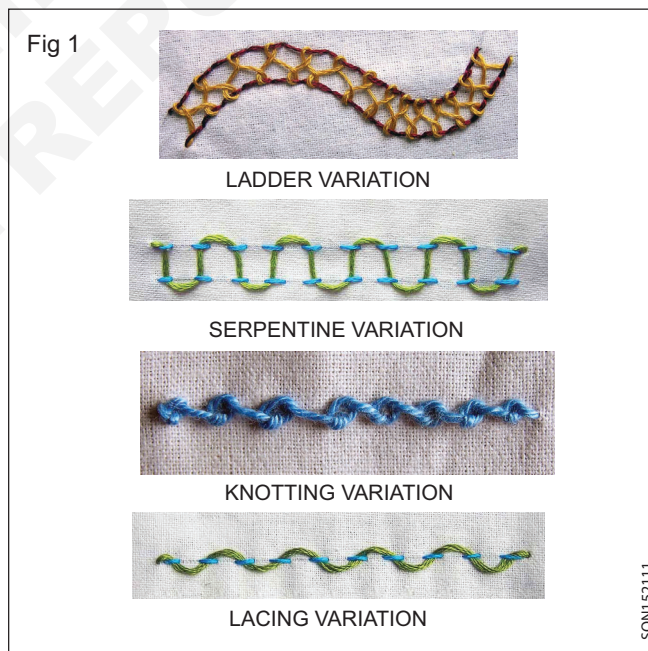 Fig 1
LADDER VARIATION
SERPENTINE VARIATION
KNOTTING VARIATION
LACING VARIATION
SON152111